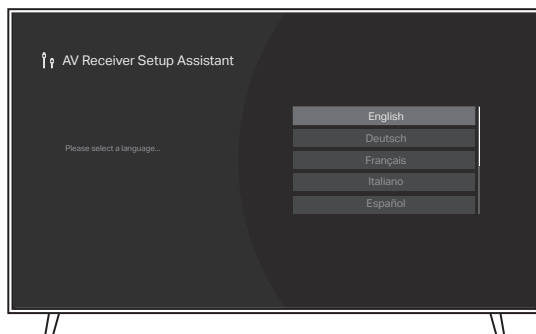 AV Receiver Setup Assistant
Please select a language...
English
Deutsch
Français
Italiano
Español